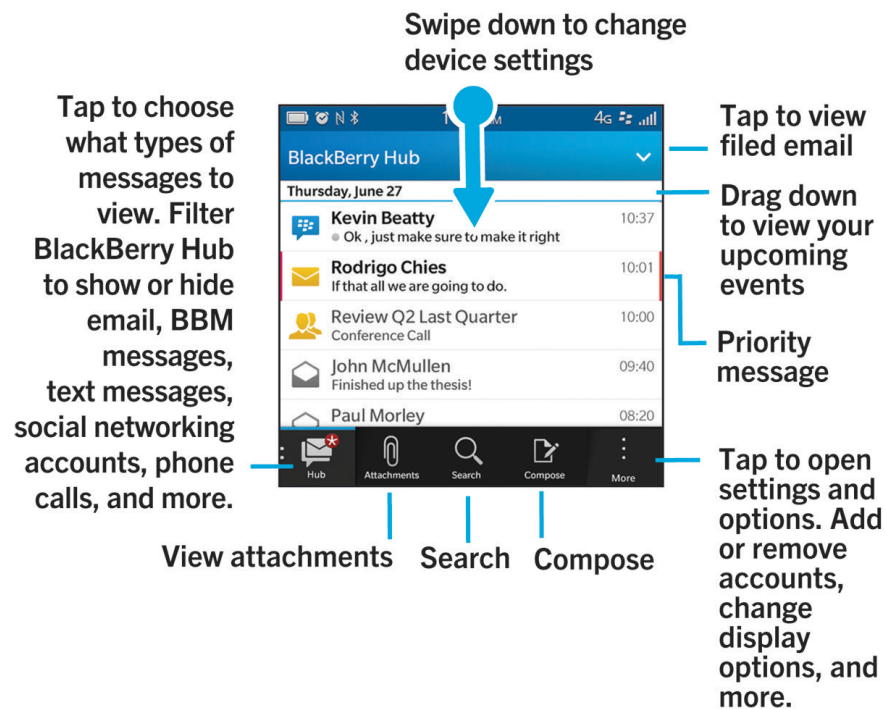 Swipe down to change
device settings
Tap to choose
what types of
messages to
view. Filter
BlackBerry Hub
to show or hide
email, BBM
messages,
text messages,
social networking
accounts, phone
calls, and more.
4G
BlackBerry Hub
Thursday, June 27
Kevin Beatty 10:37
Ok , just make sure to make it right
Rodrigo Chies 10:01
If that all we are going to do.
Review Q2 Last Quarter 10:00
Conference Call
John McMullen 09:40
Finished up the thesis!
Paul Morley 08:20
Hub Attachments Search Compose More
Tap to view
filed email
Drag down
to view your
upcoming
events
Priority
message
Tap to open
settings and
options. Add
or remove
accounts,
change
display
options, and
more.
View attachments Search Compose